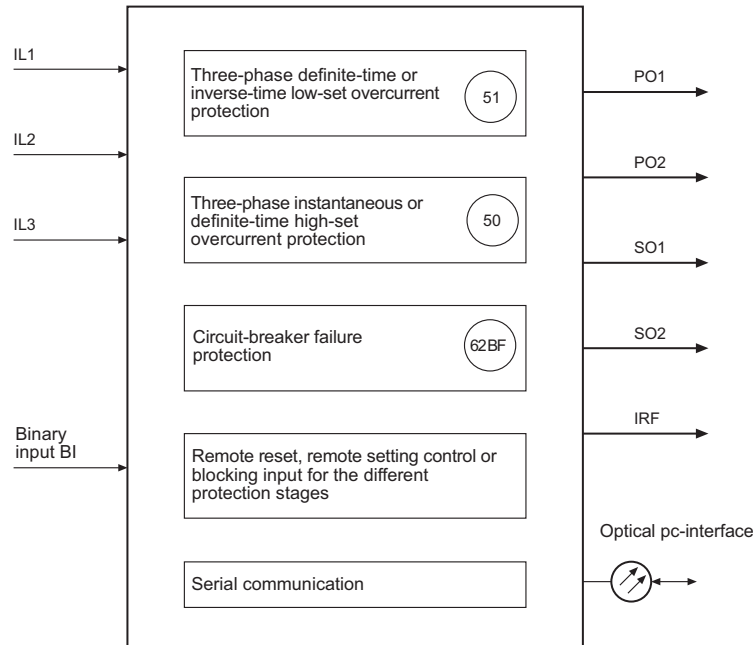 IL1
IL2
IL3
Binary
input BI
Three-phase definite-time or
inverse-time low-set overcurrent
protection
51
Three-phase instantaneous or
definite-time high-set
overcurrent protection
50
Circuit-breaker failure
protection
62BF
Remote reset, remote setting control or
blocking input for the different
protection stages
Serial communication
PO1
PO2
SO1
SO2
IRF
Optical pc-interface